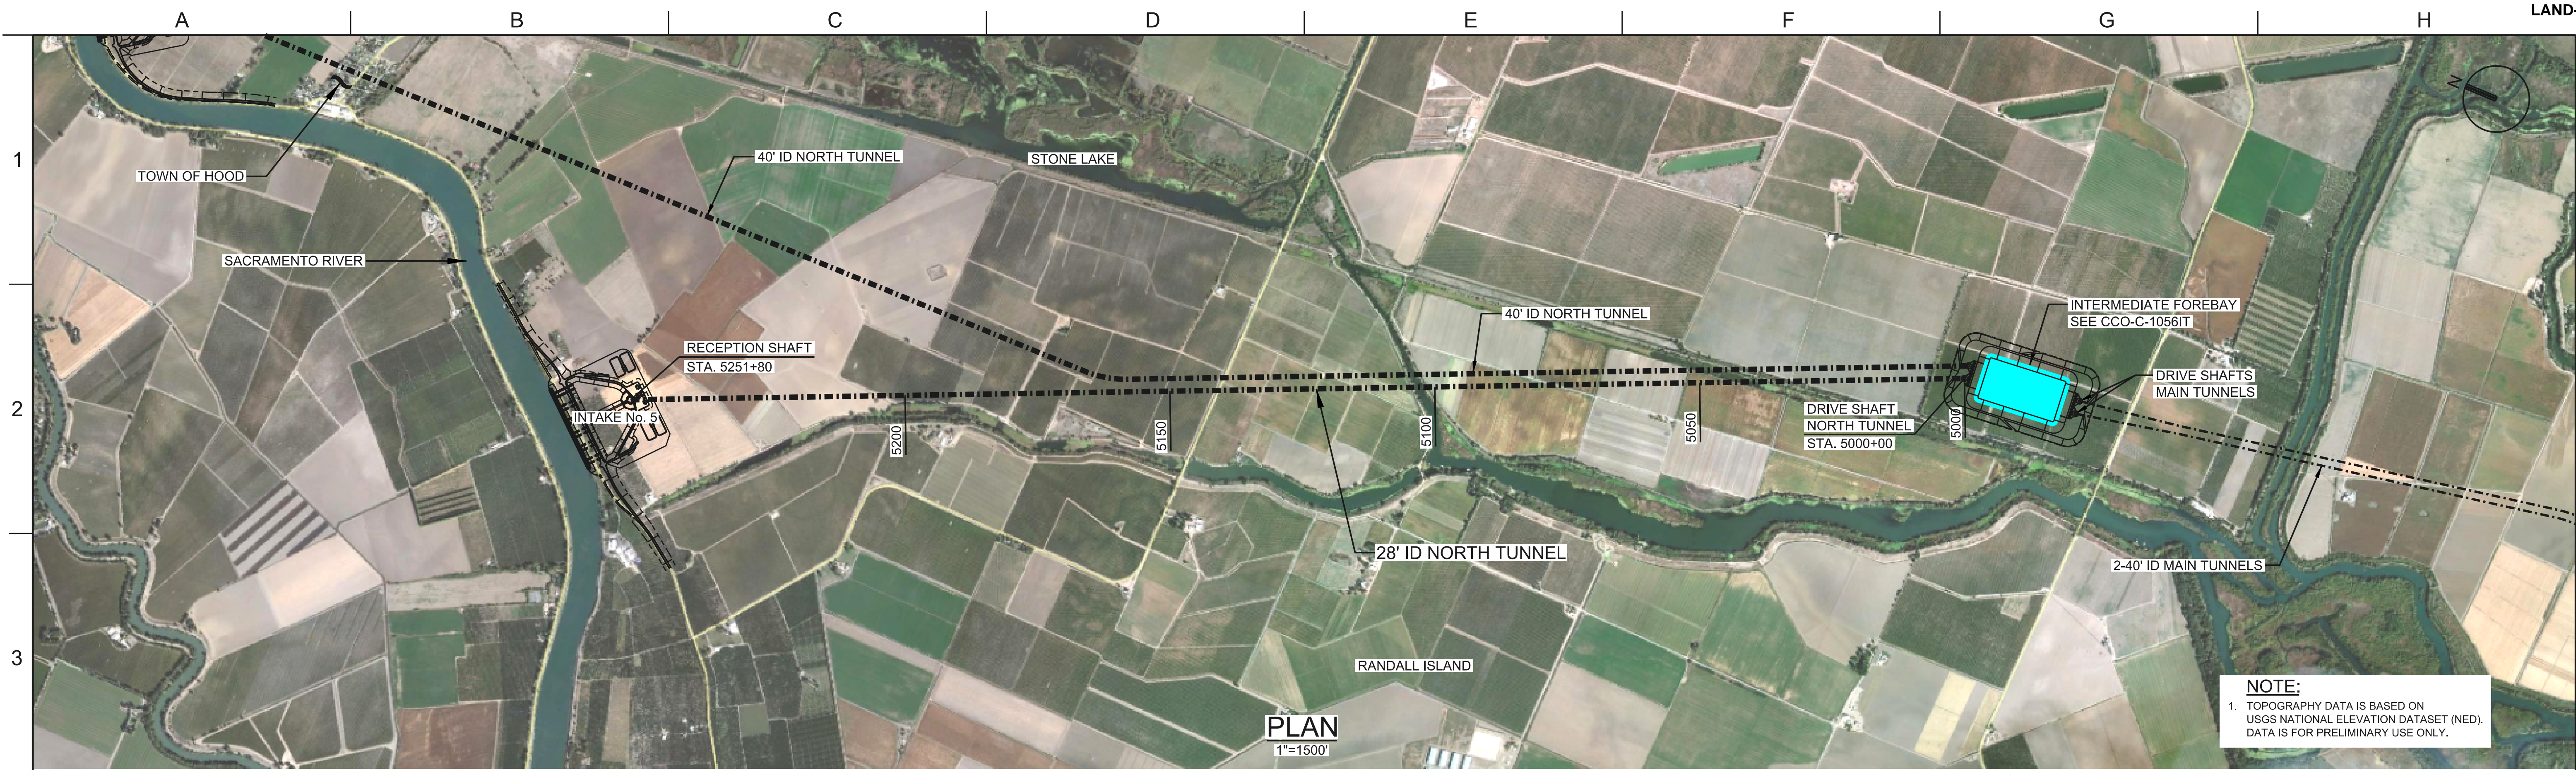 LAND-
A
B
C
D
E
F
G
H
1
2
3
N
TOWN OF HOOD
40' ID NORTH TUNNEL
STONE LAKE
SACRAMENTO RIVER
RECEPTION SHAFT
STA. 5251+80
INTAKE No. 5
40' ID NORTH TUNNEL
INTERMEDIATE FOREBAY
SEE CCO-C-1056IT
DRIVE SHAFTS
MAIN TUNNELS
DRIVE SHAFT
NORTH TUNNEL
STA. 5000+00
5200
5150
5100
5050
5000
28' ID NORTH TUNNEL
2-40' ID MAIN TUNNELS
RANDALL ISLAND
PLAN
1"=1500'
NOTE:
1. TOPOGRAPHY DATA IS BASED ON
USGS NATIONAL ELEVATION DATASET (NED).
DATA IS FOR PRELIMINARY USE ONLY.